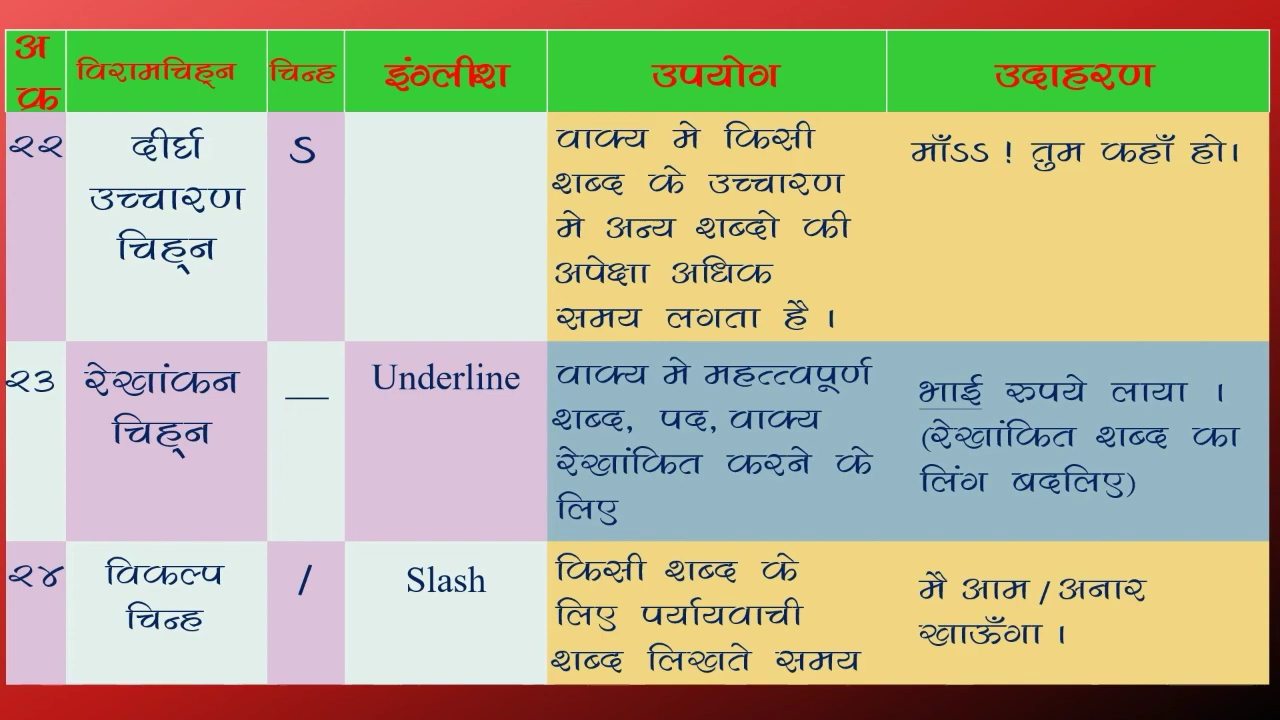 अ क्र विरामचिह्न चिन्ह इंग्लीश उपयोग उदाहरण
२२ दीर्घ उच्चारण चिह्न S वाक्य मे किसी शब्द के उच्चारण मे अन्य शब्दो की अपेक्षा अधिक समय लगता है । माँSS ! तुम कहाँ हो।
२३ रेखांकन चिह्न — Underline वाक्य मे महत्त्वपूर्ण शब्द, पद, वाक्य रेखांकित करने के लिए भाई रुपये लाया । (रेखांकित शब्द का लिंग बदलिए)
२४ विकल्प चिन्ह / Slash किसी शब्द के लिए पर्यायवाची शब्द लिखते समय मै आम / अनार खाऊँगा ।